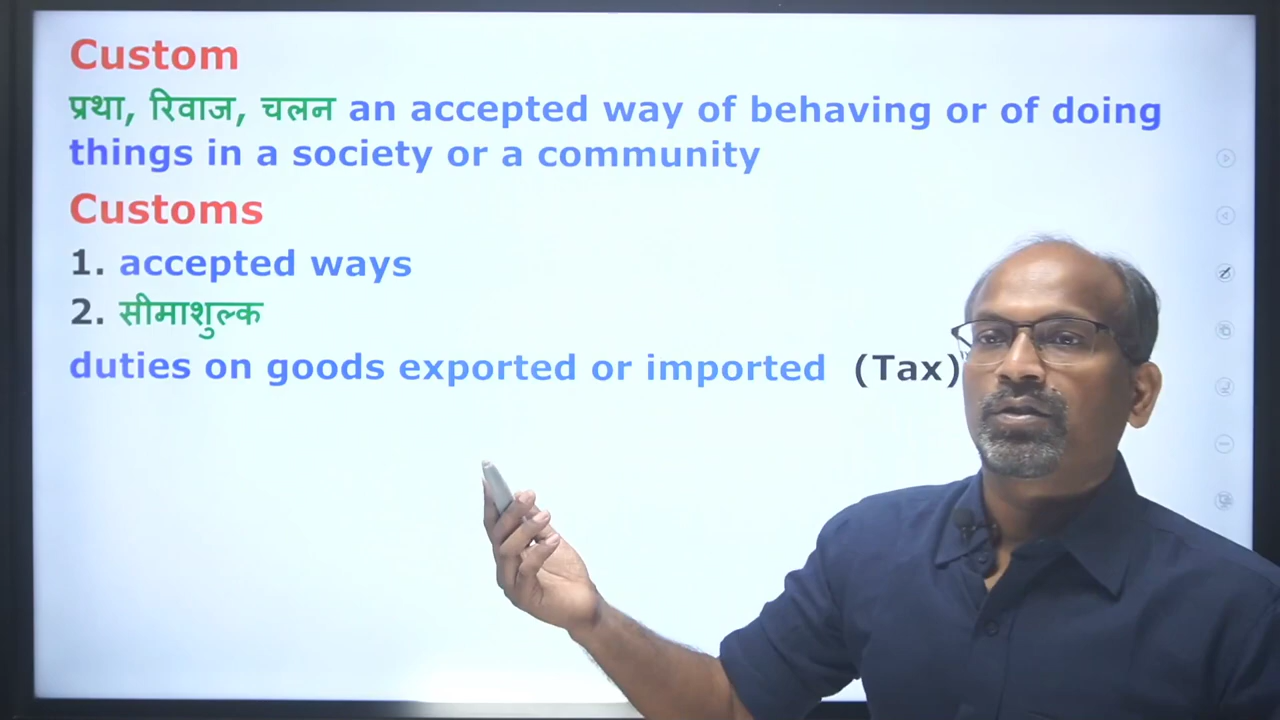 Custom
प्रथा, रिवाज, चलन an accepted way of behaving or of doing
things in a society or a community
Customs
1. accepted ways
2. सीमाशुल्क
duties on goods exported or imported (Tax)